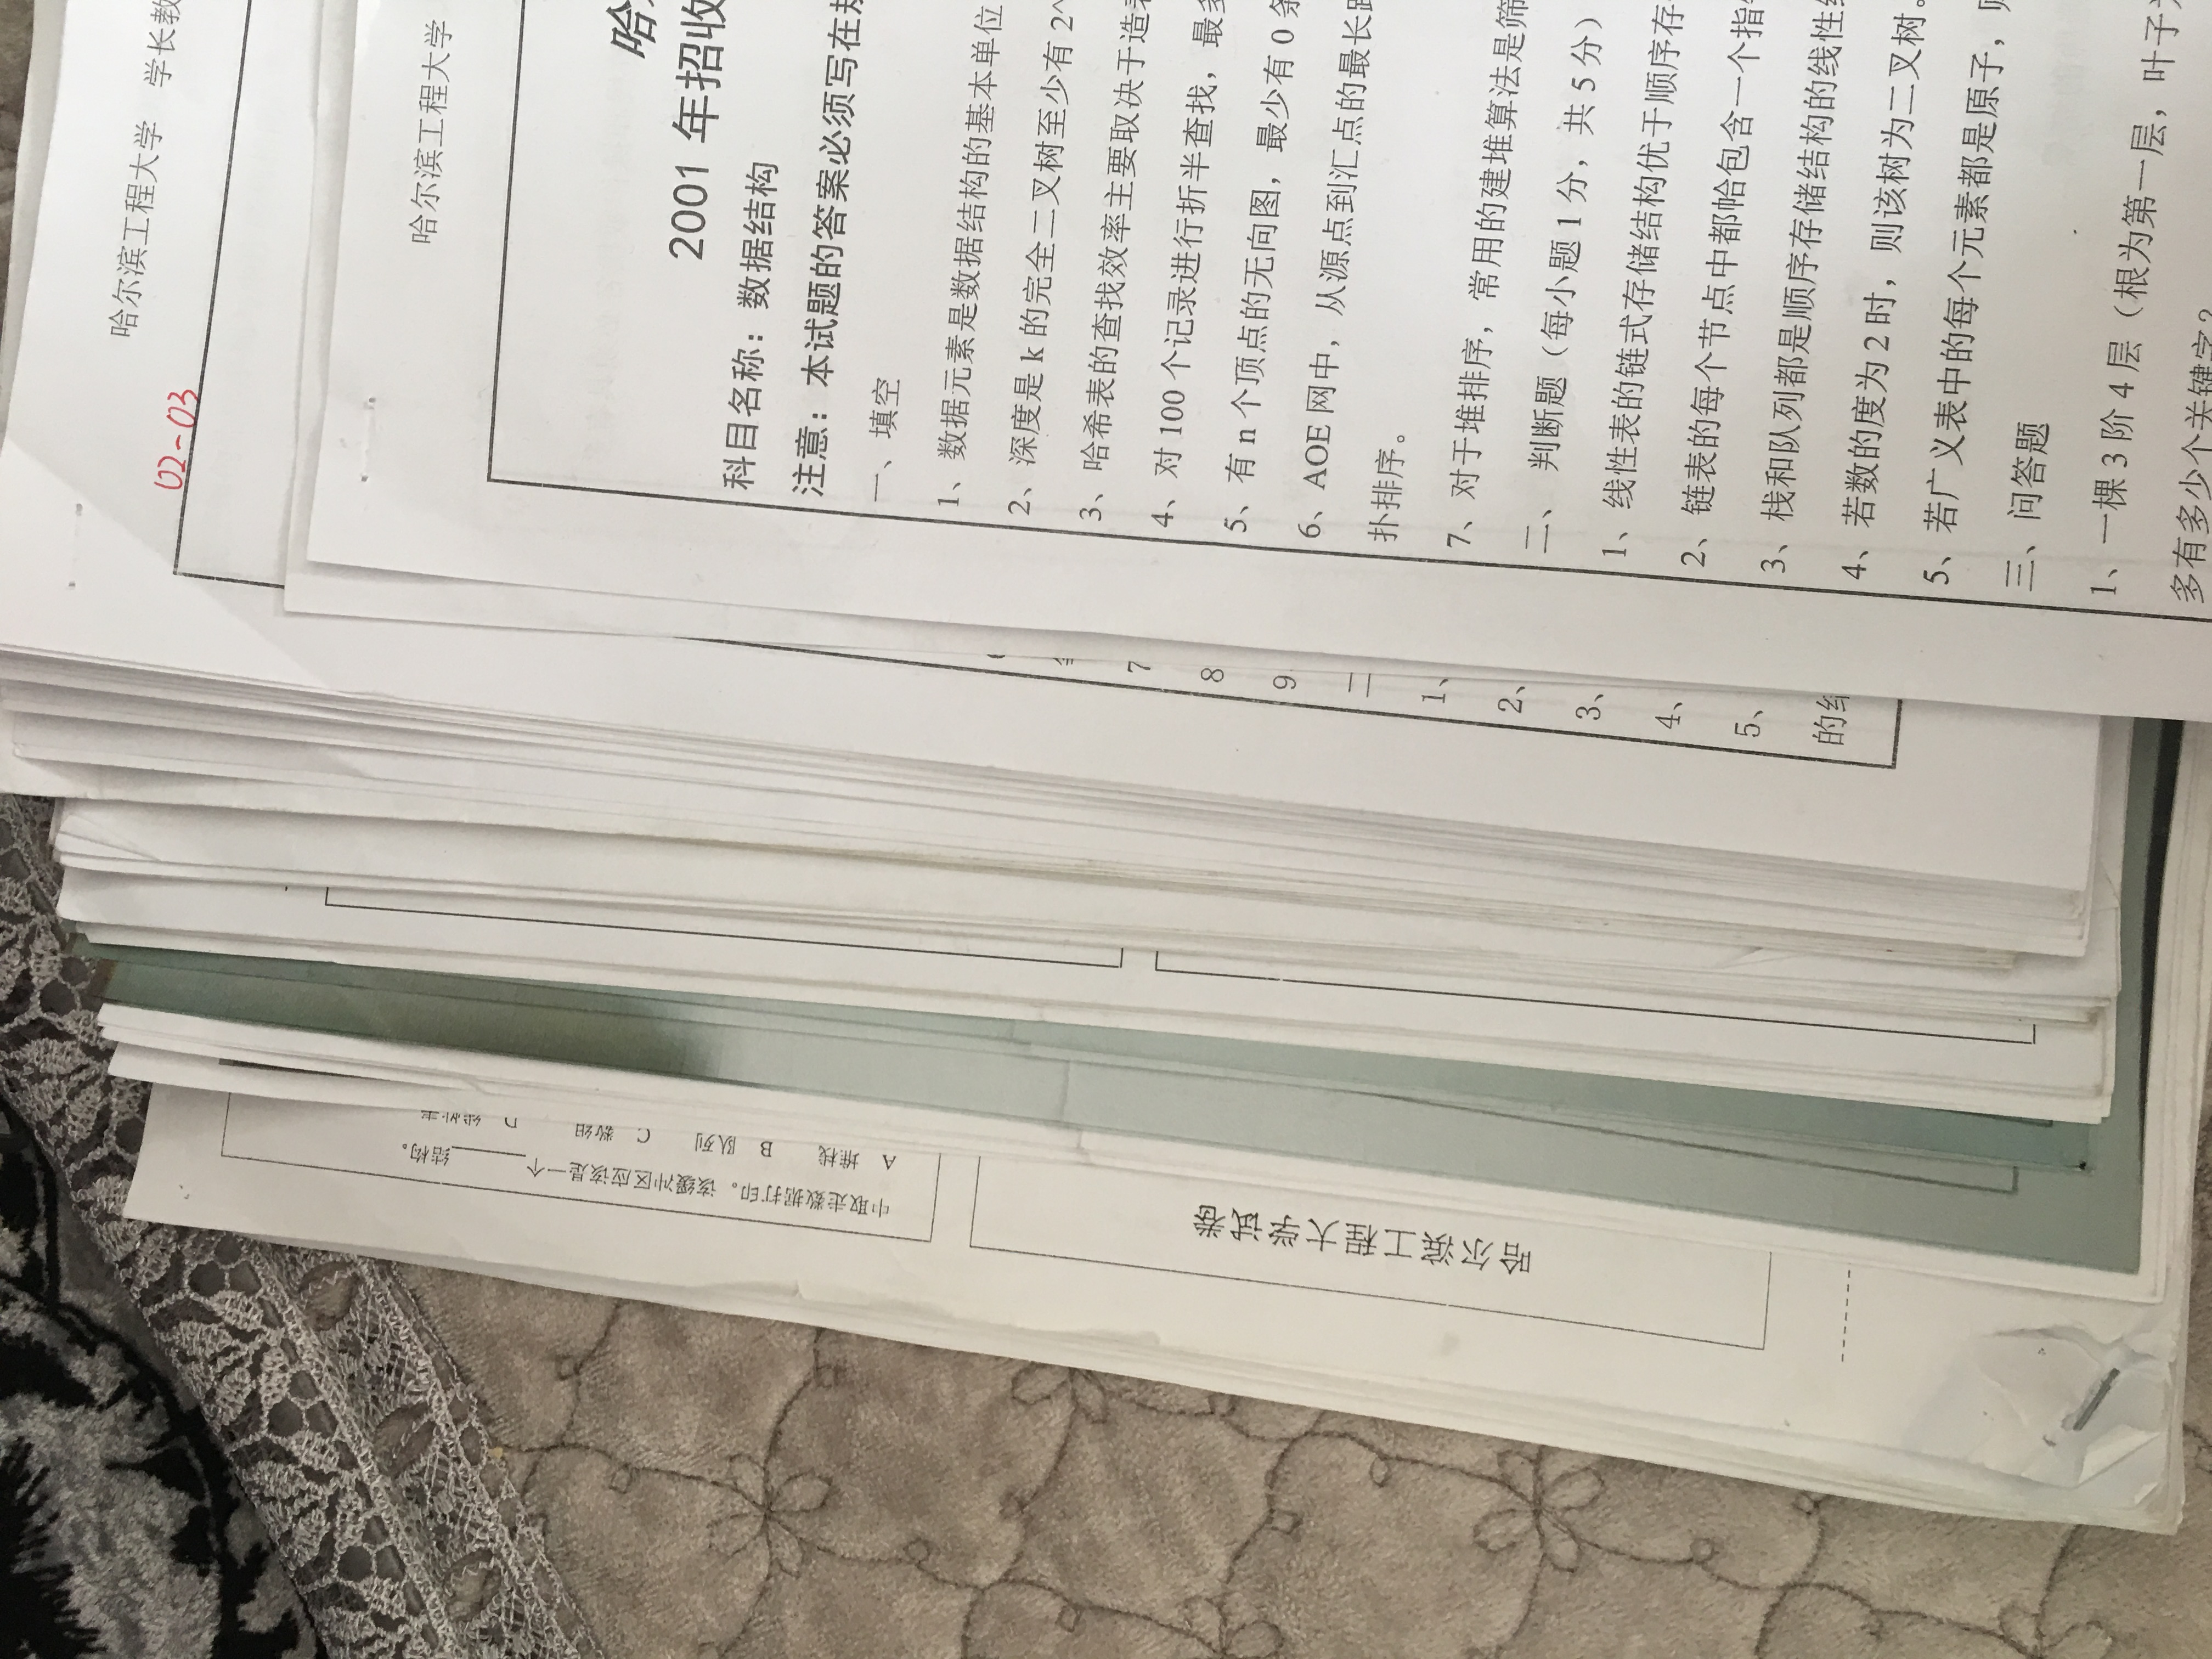 哈尔滨工程大学 学长教
02-03
哈尔滨工程大学
哈
2001 年招收
科目名称：数据结构
注意：本试题的答案必须写在规
一、填空
1、数据元素是数据结构的基本单位
2、深度是 k 的完全二叉树至少有 2^
3、哈希表的查找效率主要取决于造表
4、对 100 个记录进行折半查找，最多
5、有 n 个顶点的无向图，最少有 0 条
6、AOE 网中，从源点到汇点的最长路
扑排序。
7、对于堆排序，常用的建堆算法是筛
二、 判断题（每小题 1 分，共 5 分）
1、线性表的链式存储结构优于顺序存
2、链表的每个节点中都恰包含一个指
3、栈和队列都是顺序存储结构的线性
4、若数的度为 2 时，则该树为二叉树。
5、若广义表中的每个元素都是原子，则
三、问答题
1、一棵 3 阶 4 层（根为第一层，叶子为
多有多少个关键字？
7
8
9
二
1、
2、
3、
4、
5、
的
中取走数据打印。该缓冲区应该是一个______结构。
A 堆栈 B 队列 C 数组 D 线性表
哈尔滨工程大学试卷